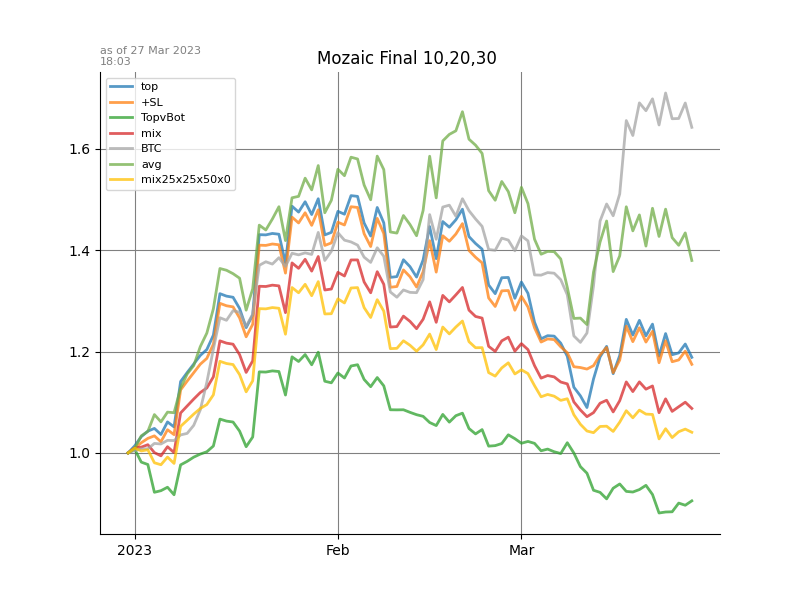 as of 27 Mar 2023
18:03
Mozaic Final 10,20,30
top
+SL
TopvBot
mix
BTC
avg
mix25x25x50x0
1.6
1.4
1.2
1.0
2023 Feb Mar